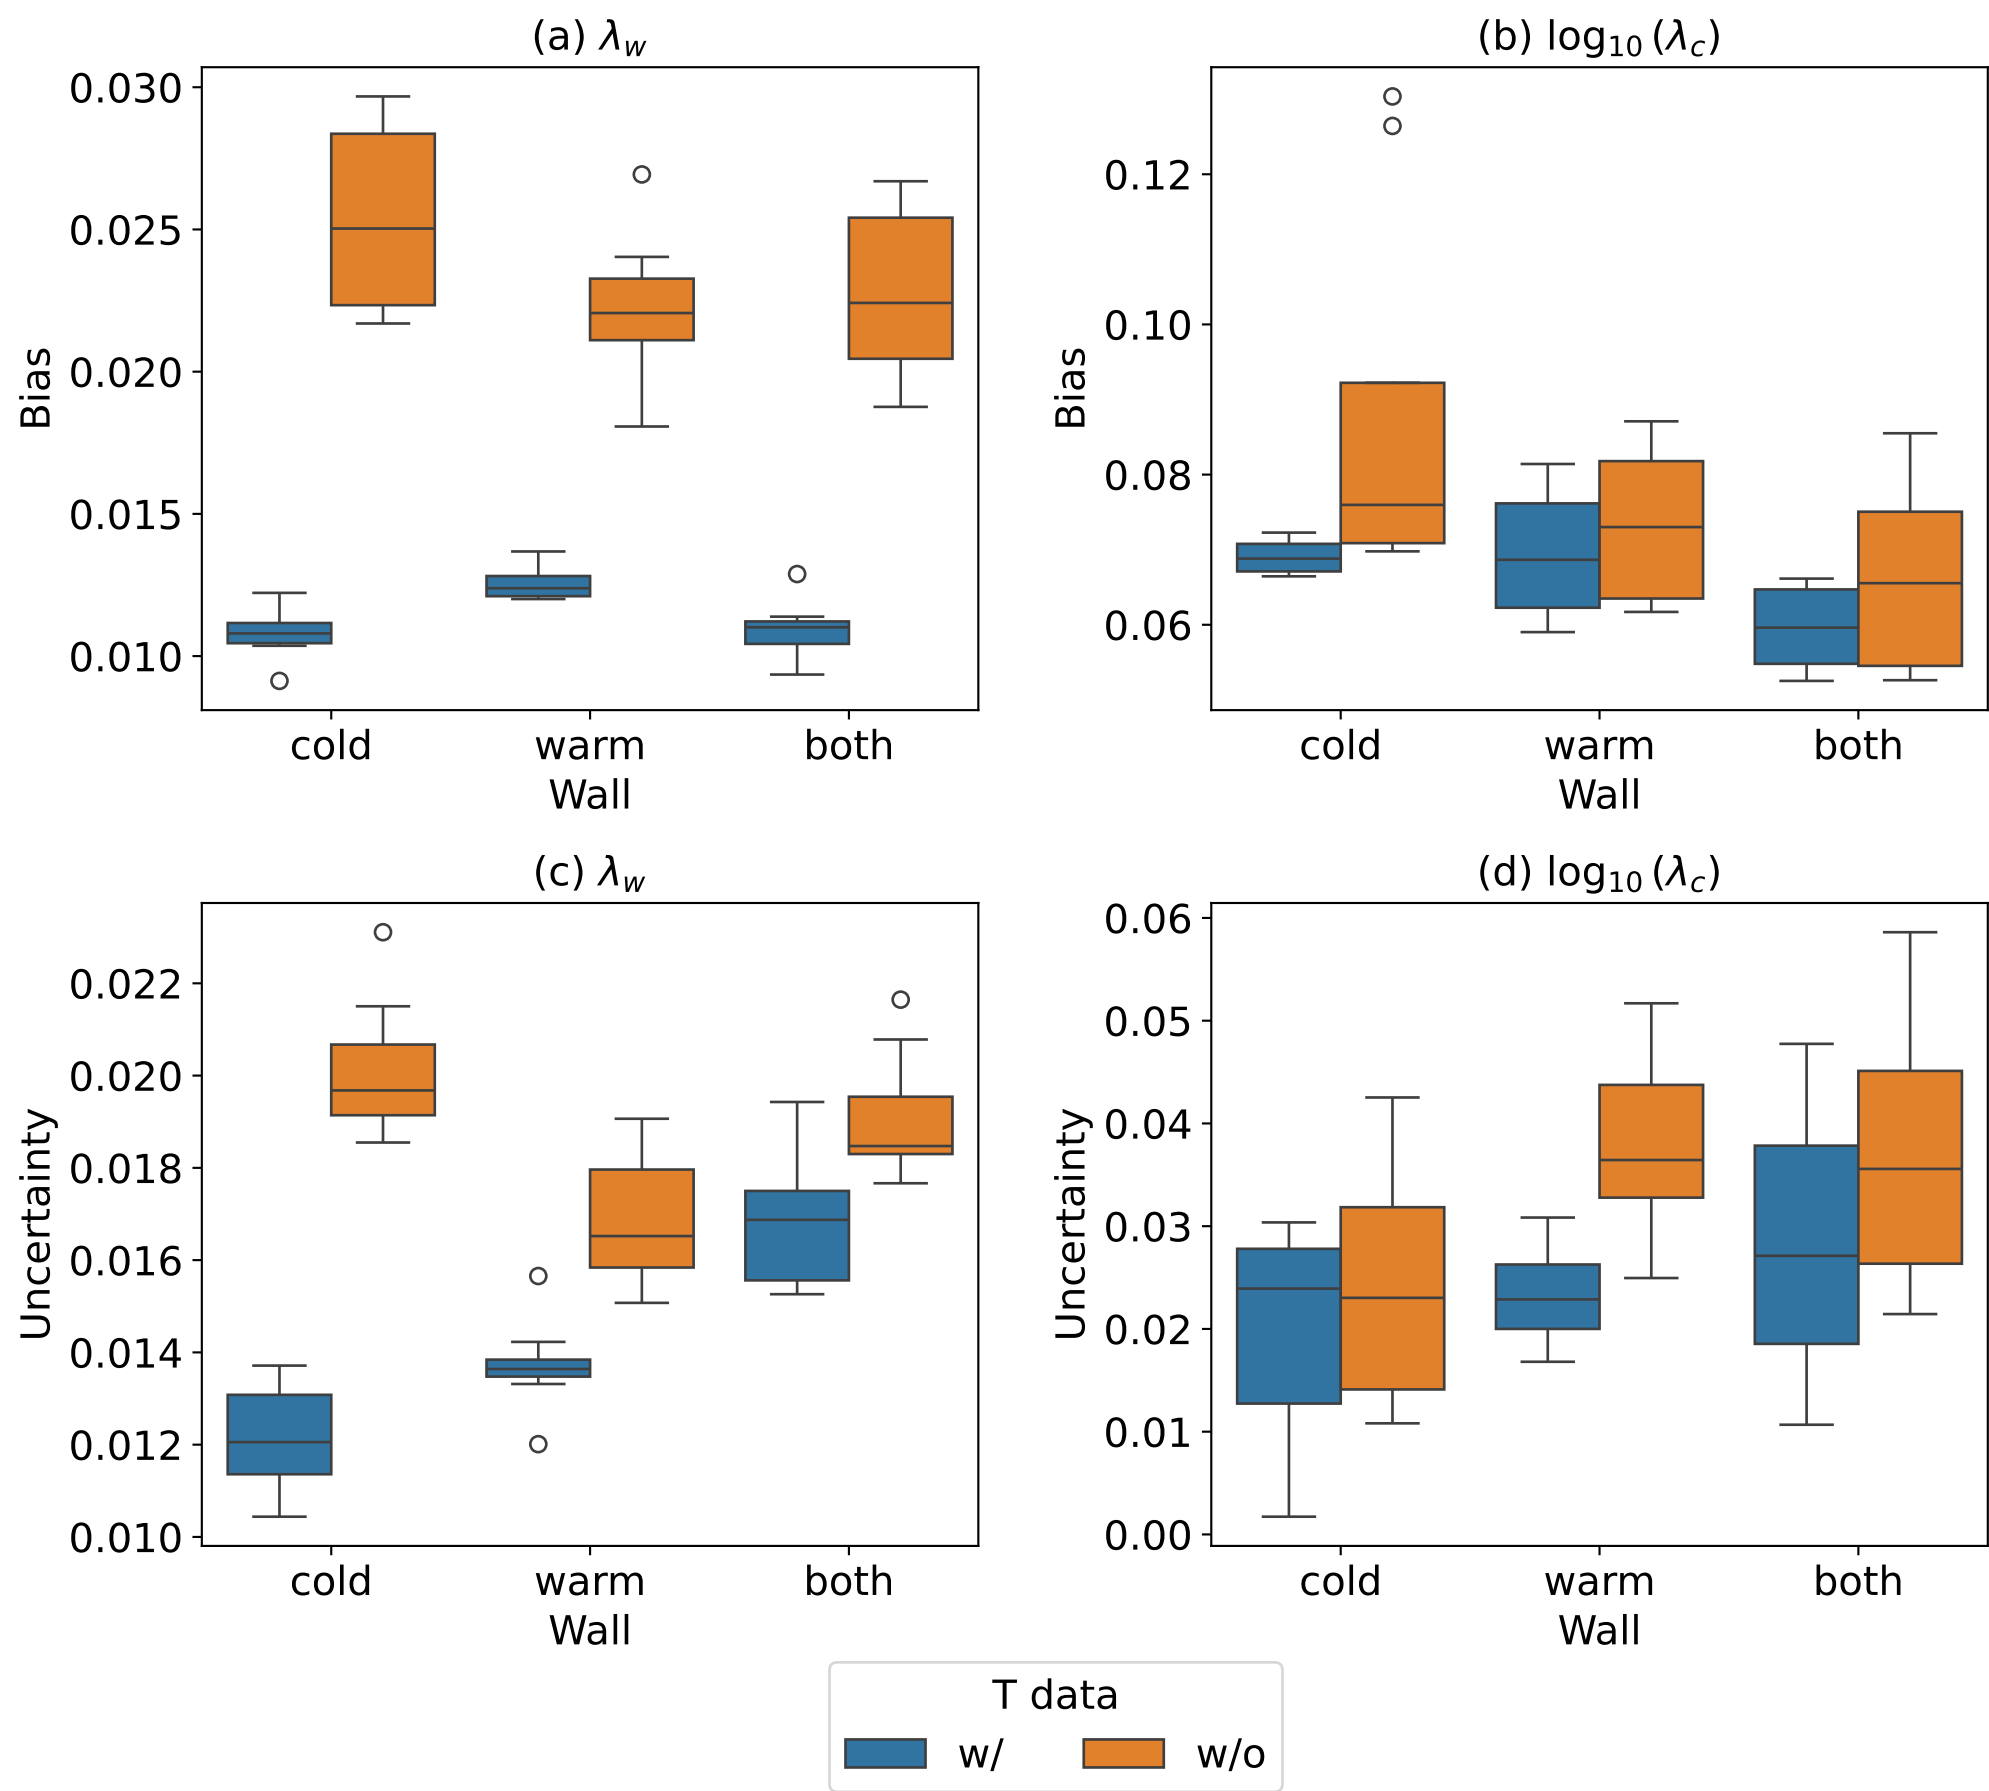 (a) λw
0.030
0.025
0.020
0.015
0.010
Bias
cold warm both
Wall
(b) log10 (λc)
0.12
0.10
0.08
0.06
Bias
cold warm both
Wall
(c) λw
0.022
0.020
0.018
0.016
0.014
0.012
0.010
Uncertainty
cold warm both
Wall
(d) log10 (λc)
0.06
0.05
0.04
0.03
0.02
0.01
0.00
Uncertainty
cold warm both
Wall
T data
w/ w/o